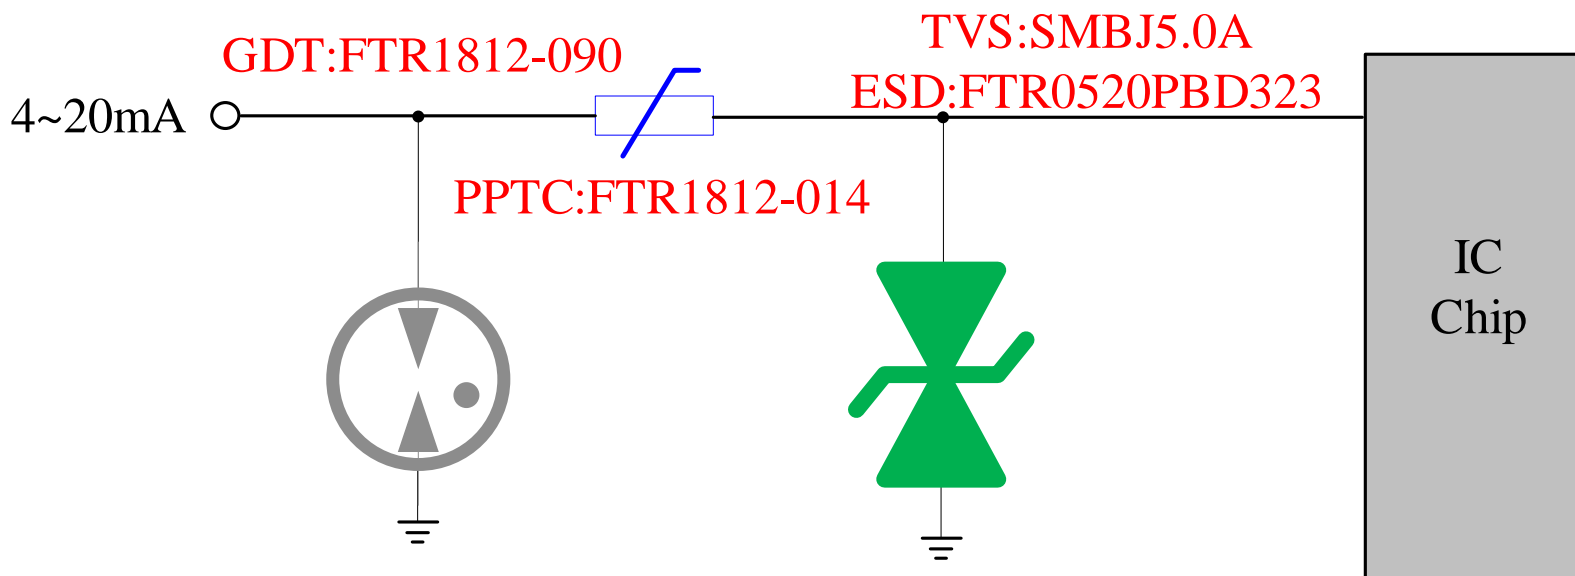 TVS:SMBJ5.0A
GDT:FTR1812-090
ESD:FTR0520PBD323
4~20mA
PPTC:FTR1812-014
IC
Chip